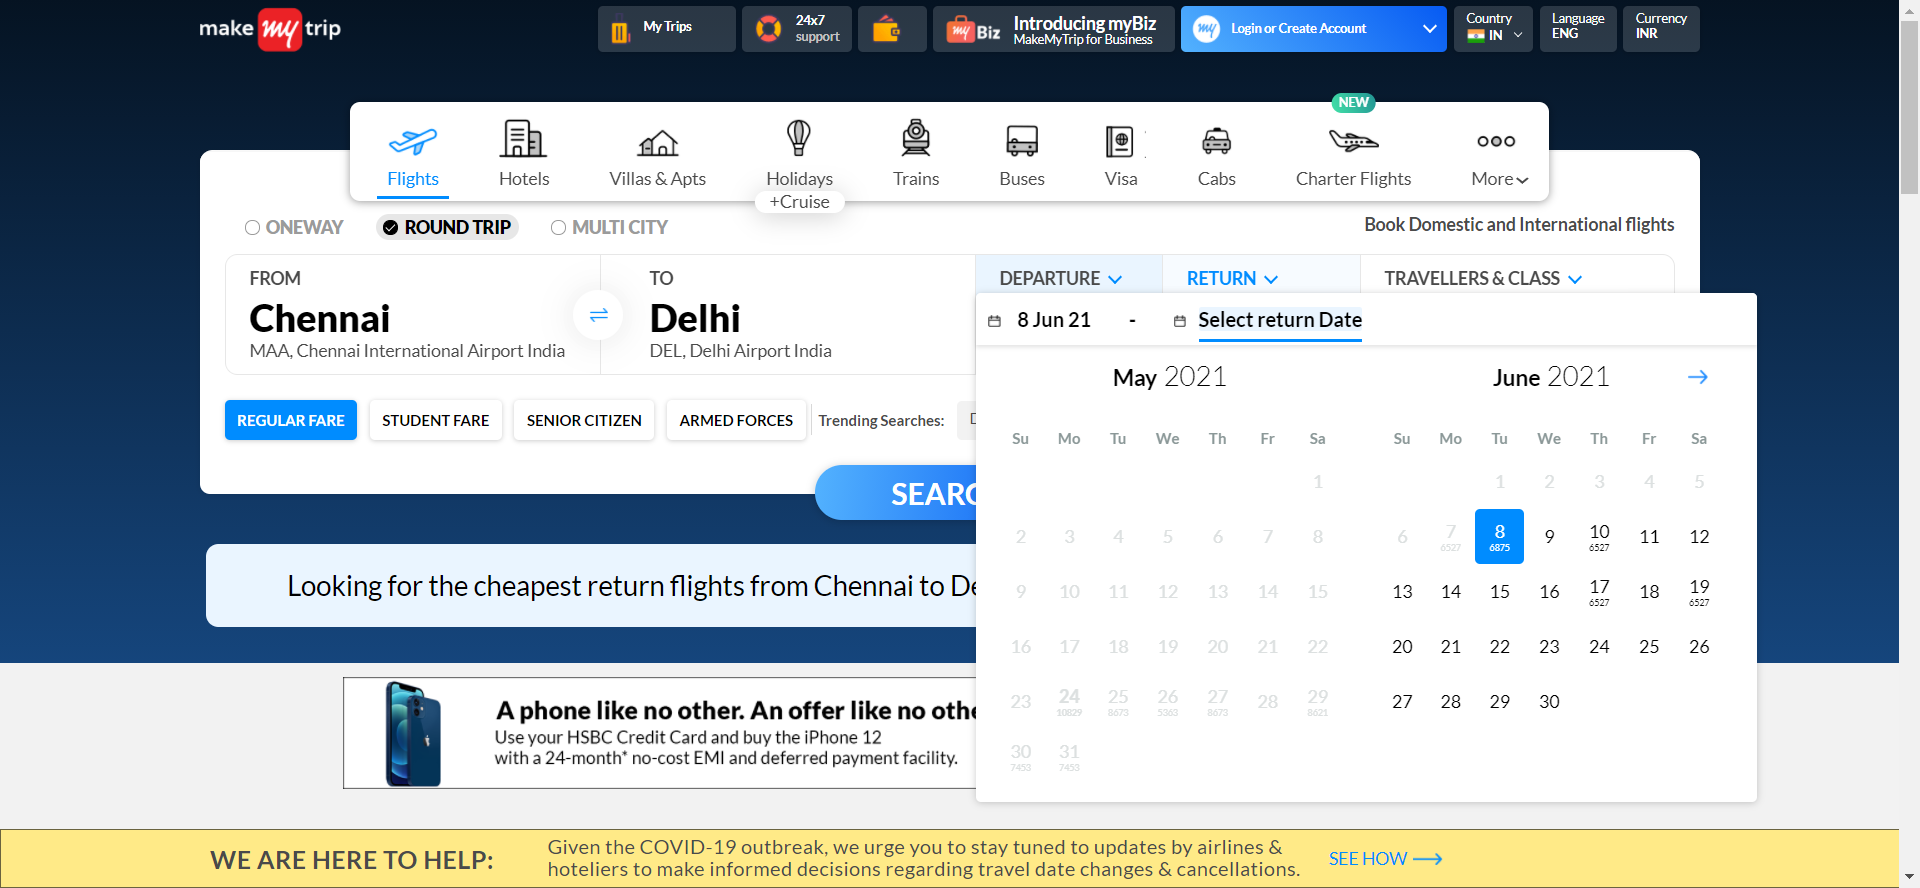 make my trip
My Trips
24x7
support
my Biz
Introducing myBiz
MakeMyTrip for Business
my
Login or Create Account
Country
IN
Language
ENG
Currency
INR
NEW
Flights
Hotels
Villas & Apts
Holidays
+Cruise
Trains
Buses
Visa
Cabs
Charter Flights
More
ONEWAY
ROUND TRIP
MULTI CITY
Book Domestic and International flights
FROM
Chennai
MAA, Chennai International Airport India
TO
Delhi
DEL, Delhi Airport India
DEPARTURE
RETURN
TRAVELLERS & CLASS
8 Jun 21 - Select return Date
REGULAR FARE
STUDENT FARE
SENIOR CITIZEN
ARMED FORCES
Trending Searches:
SEARC
Looking for the cheapest return flights from Chennai to De
May 2021
Su Mo Tu We Th Fr Sa
1
2 3 4 5 6 7 8
9 10 11 12 13 14 15
16 17 18 19 20 21 22
23 24 25 26 27 28 29
10829 8673 5363 8673 8621
30 31
7453 7453
June 2021
Su Mo Tu We Th Fr Sa
1 2 3 4 5
6 7 8 9 10 11 12
6527 6875 6527
13 14 15 16 17 18 19
6527 6527
20 21 22 23 24 25 26
27 28 29 30
A phone like no other. An offer like no othe
Use your HSBC Credit Card and buy the iPhone 12
with a 24-month* no-cost EMI and deferred payment facility.
WE ARE HERE TO HELP:
Given the COVID-19 outbreak, we urge you to stay tuned to updates by airlines &
hoteliers to make informed decisions regarding travel date changes & cancellations.
SEE HOW